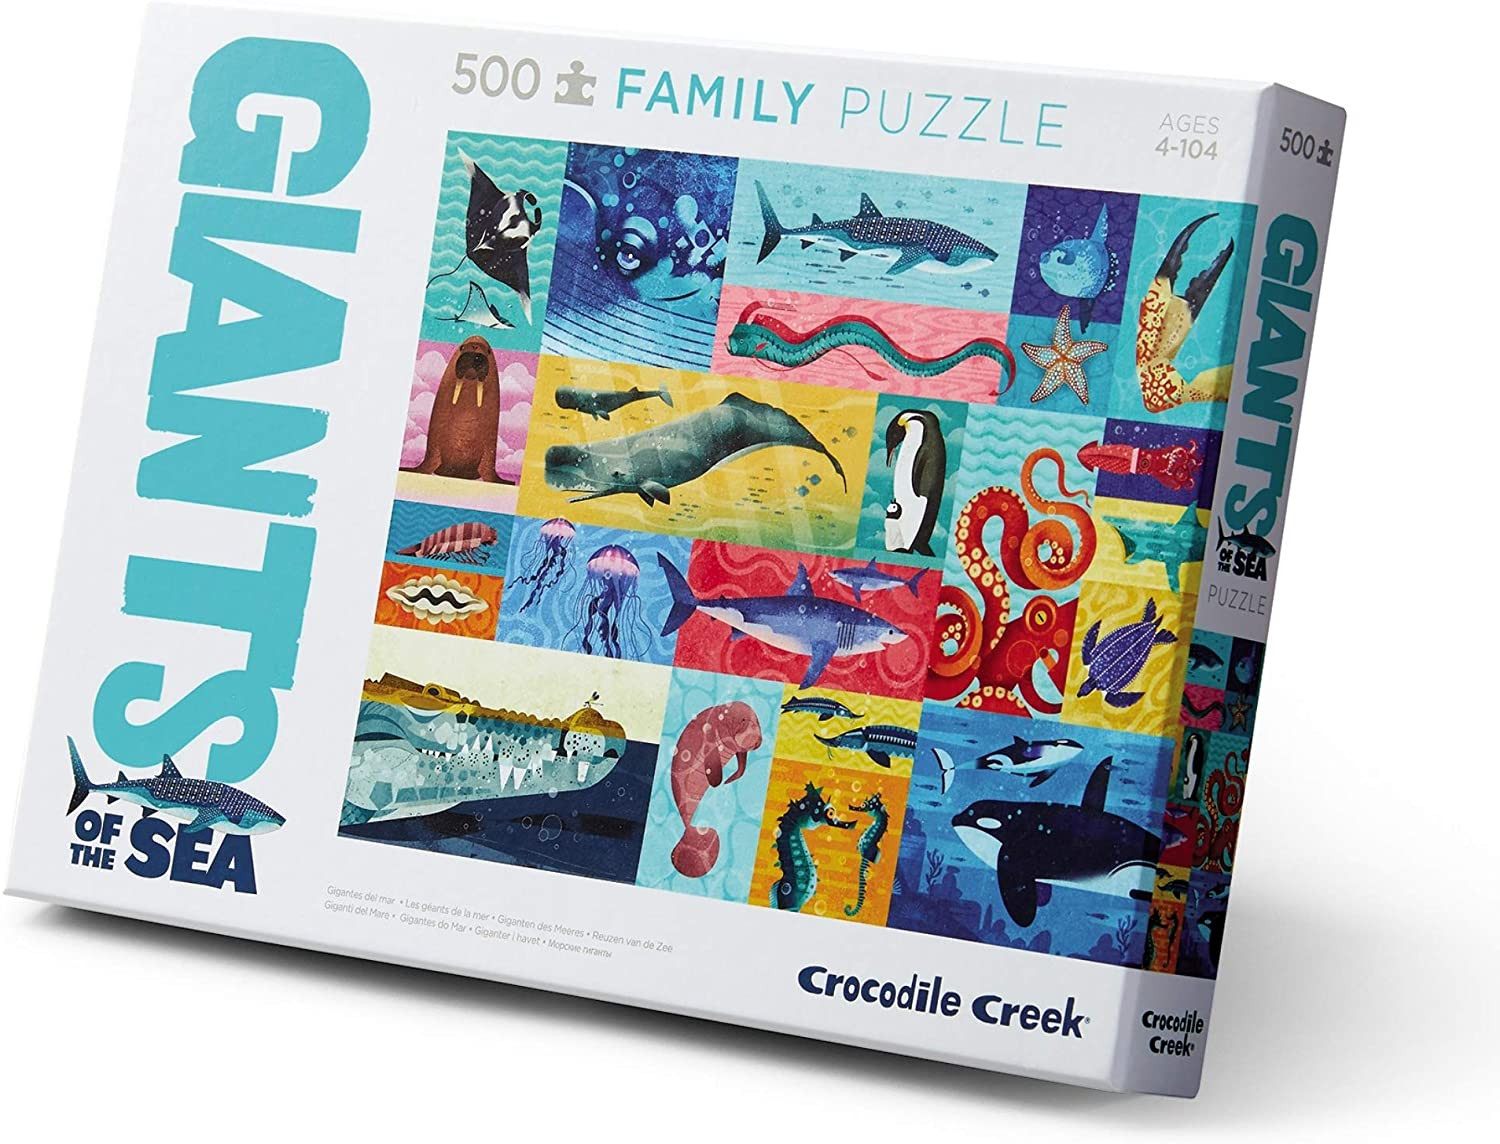 500 FAMILY PUZZLE
AGES
4-104
GIANTS
OF THE SEA
Gigantes del mar • Les géants de la mer • Giganten des Meeres • Reuzen van de Zee
Giganti del Mare • Gigantes do Mar • Giganter i havet • Морские гиганты
Crocodile Creek®
500
GIANTS
OF THE SEA
PUZZLE
Crocodile
Creek®